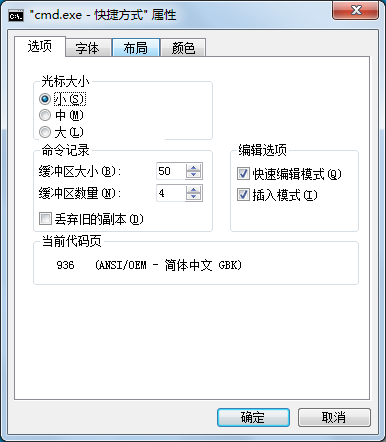 "cmd.exe - 快捷方式" 属性
选项 字体 布局 颜色
光标大小
小(S)
中(M)
大(L)
命令记录
缓冲区大小(B): 50
缓冲区数量(N): 4
丢弃旧的副本(D)
编辑选项
快速编辑模式(Q)
插入模式(I)
当前代码页
936 (ANSI/OEM - 简体中文 GBK)
确定 取消